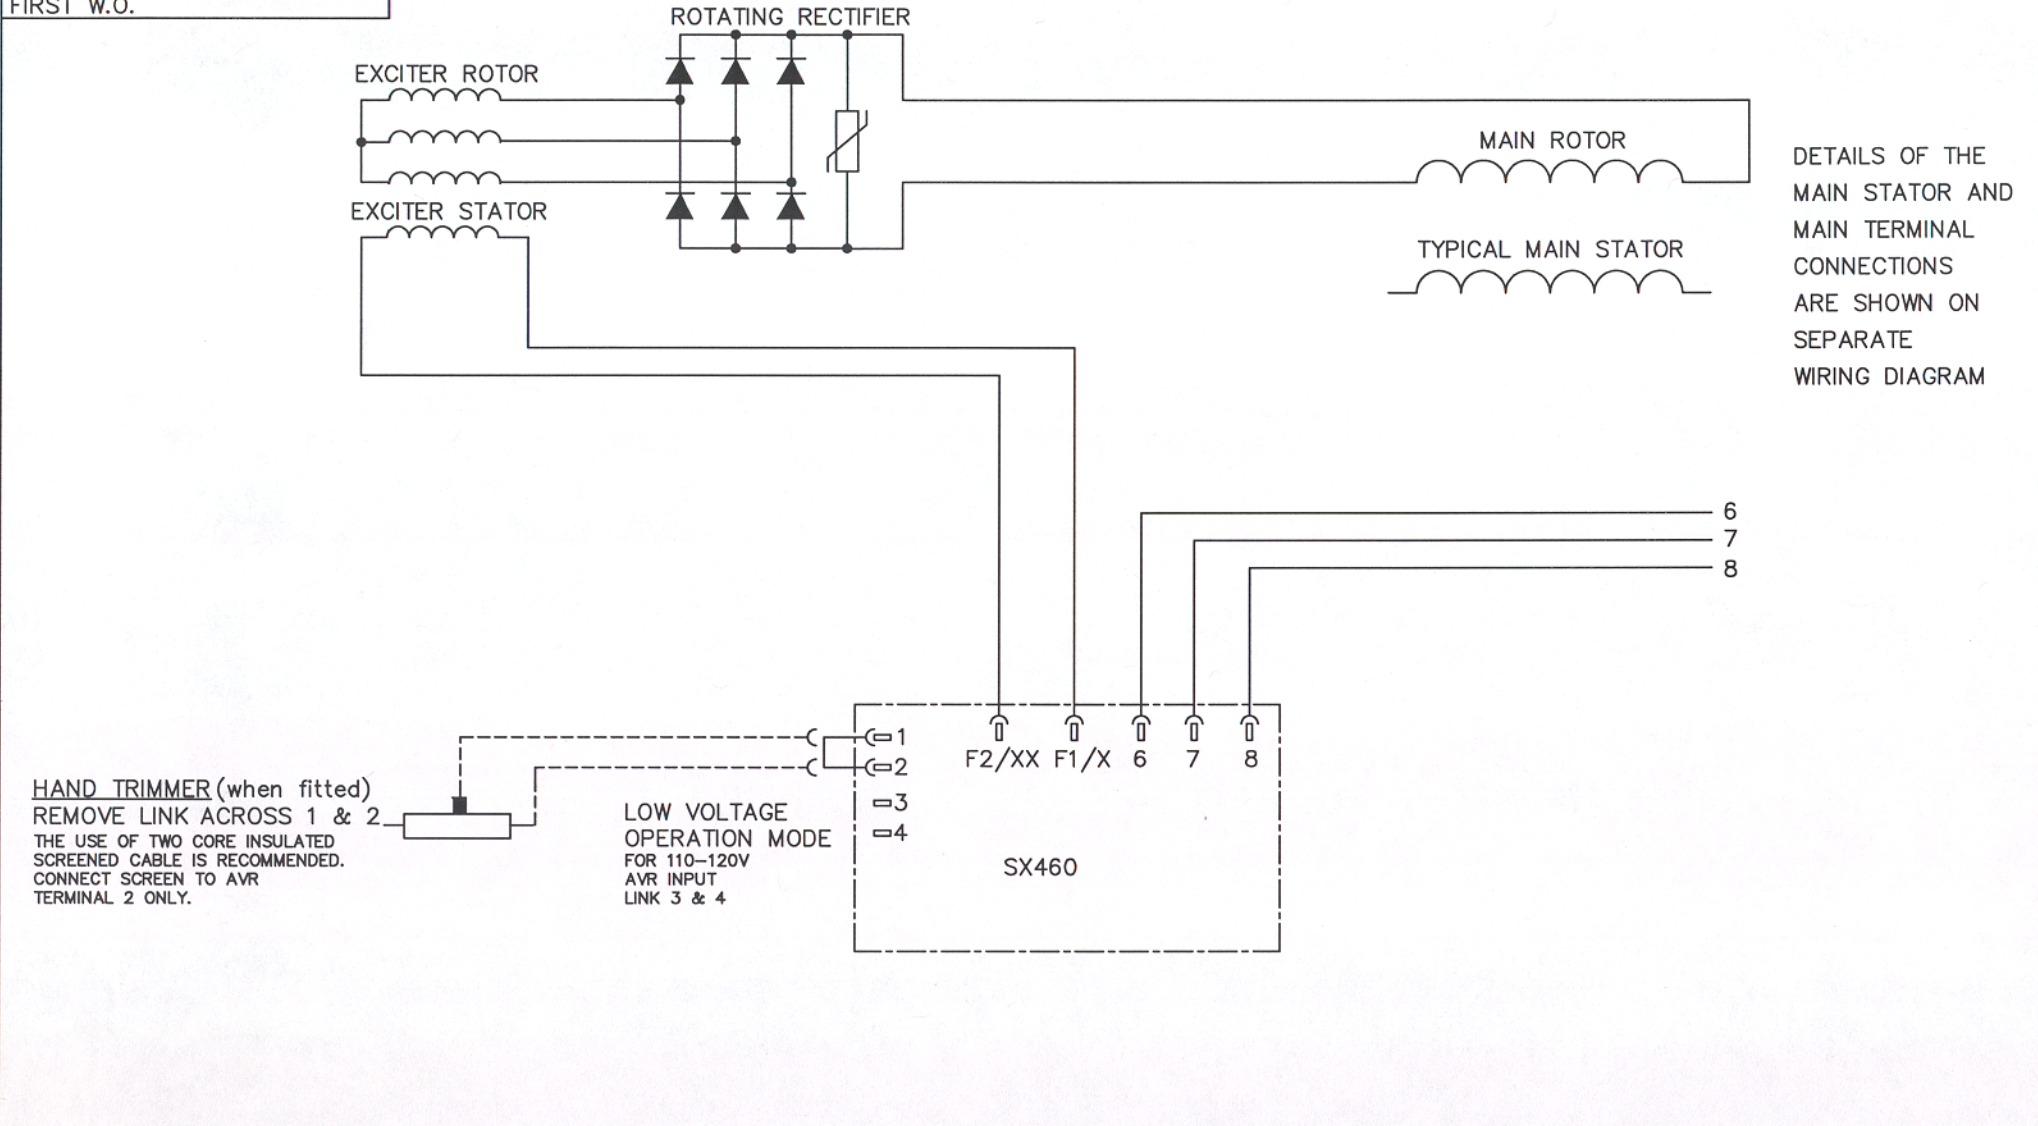 FIRST W.O.
ROTATING RECTIFIER
EXCITER ROTOR
MAIN ROTOR
DETAILS OF THE
MAIN STATOR AND
MAIN TERMINAL
CONNECTIONS
ARE SHOWN ON
SEPARATE
WIRING DIAGRAM
EXCITER STATOR
TYPICAL MAIN STATOR
6
7
8
1
2
3
4
F2/XX F1/X 6 7 8
HAND TRIMMER (when fitted)
REMOVE LINK ACROSS 1 & 2
THE USE OF TWO CORE INSULATED
SCREENED CABLE IS RECOMMENDED.
CONNECT SCREEN TO AVR
TERMINAL 2 ONLY.
LOW VOLTAGE
OPERATION MODE
FOR 110-120V
AVR INPUT
LINK 3 & 4
SX460